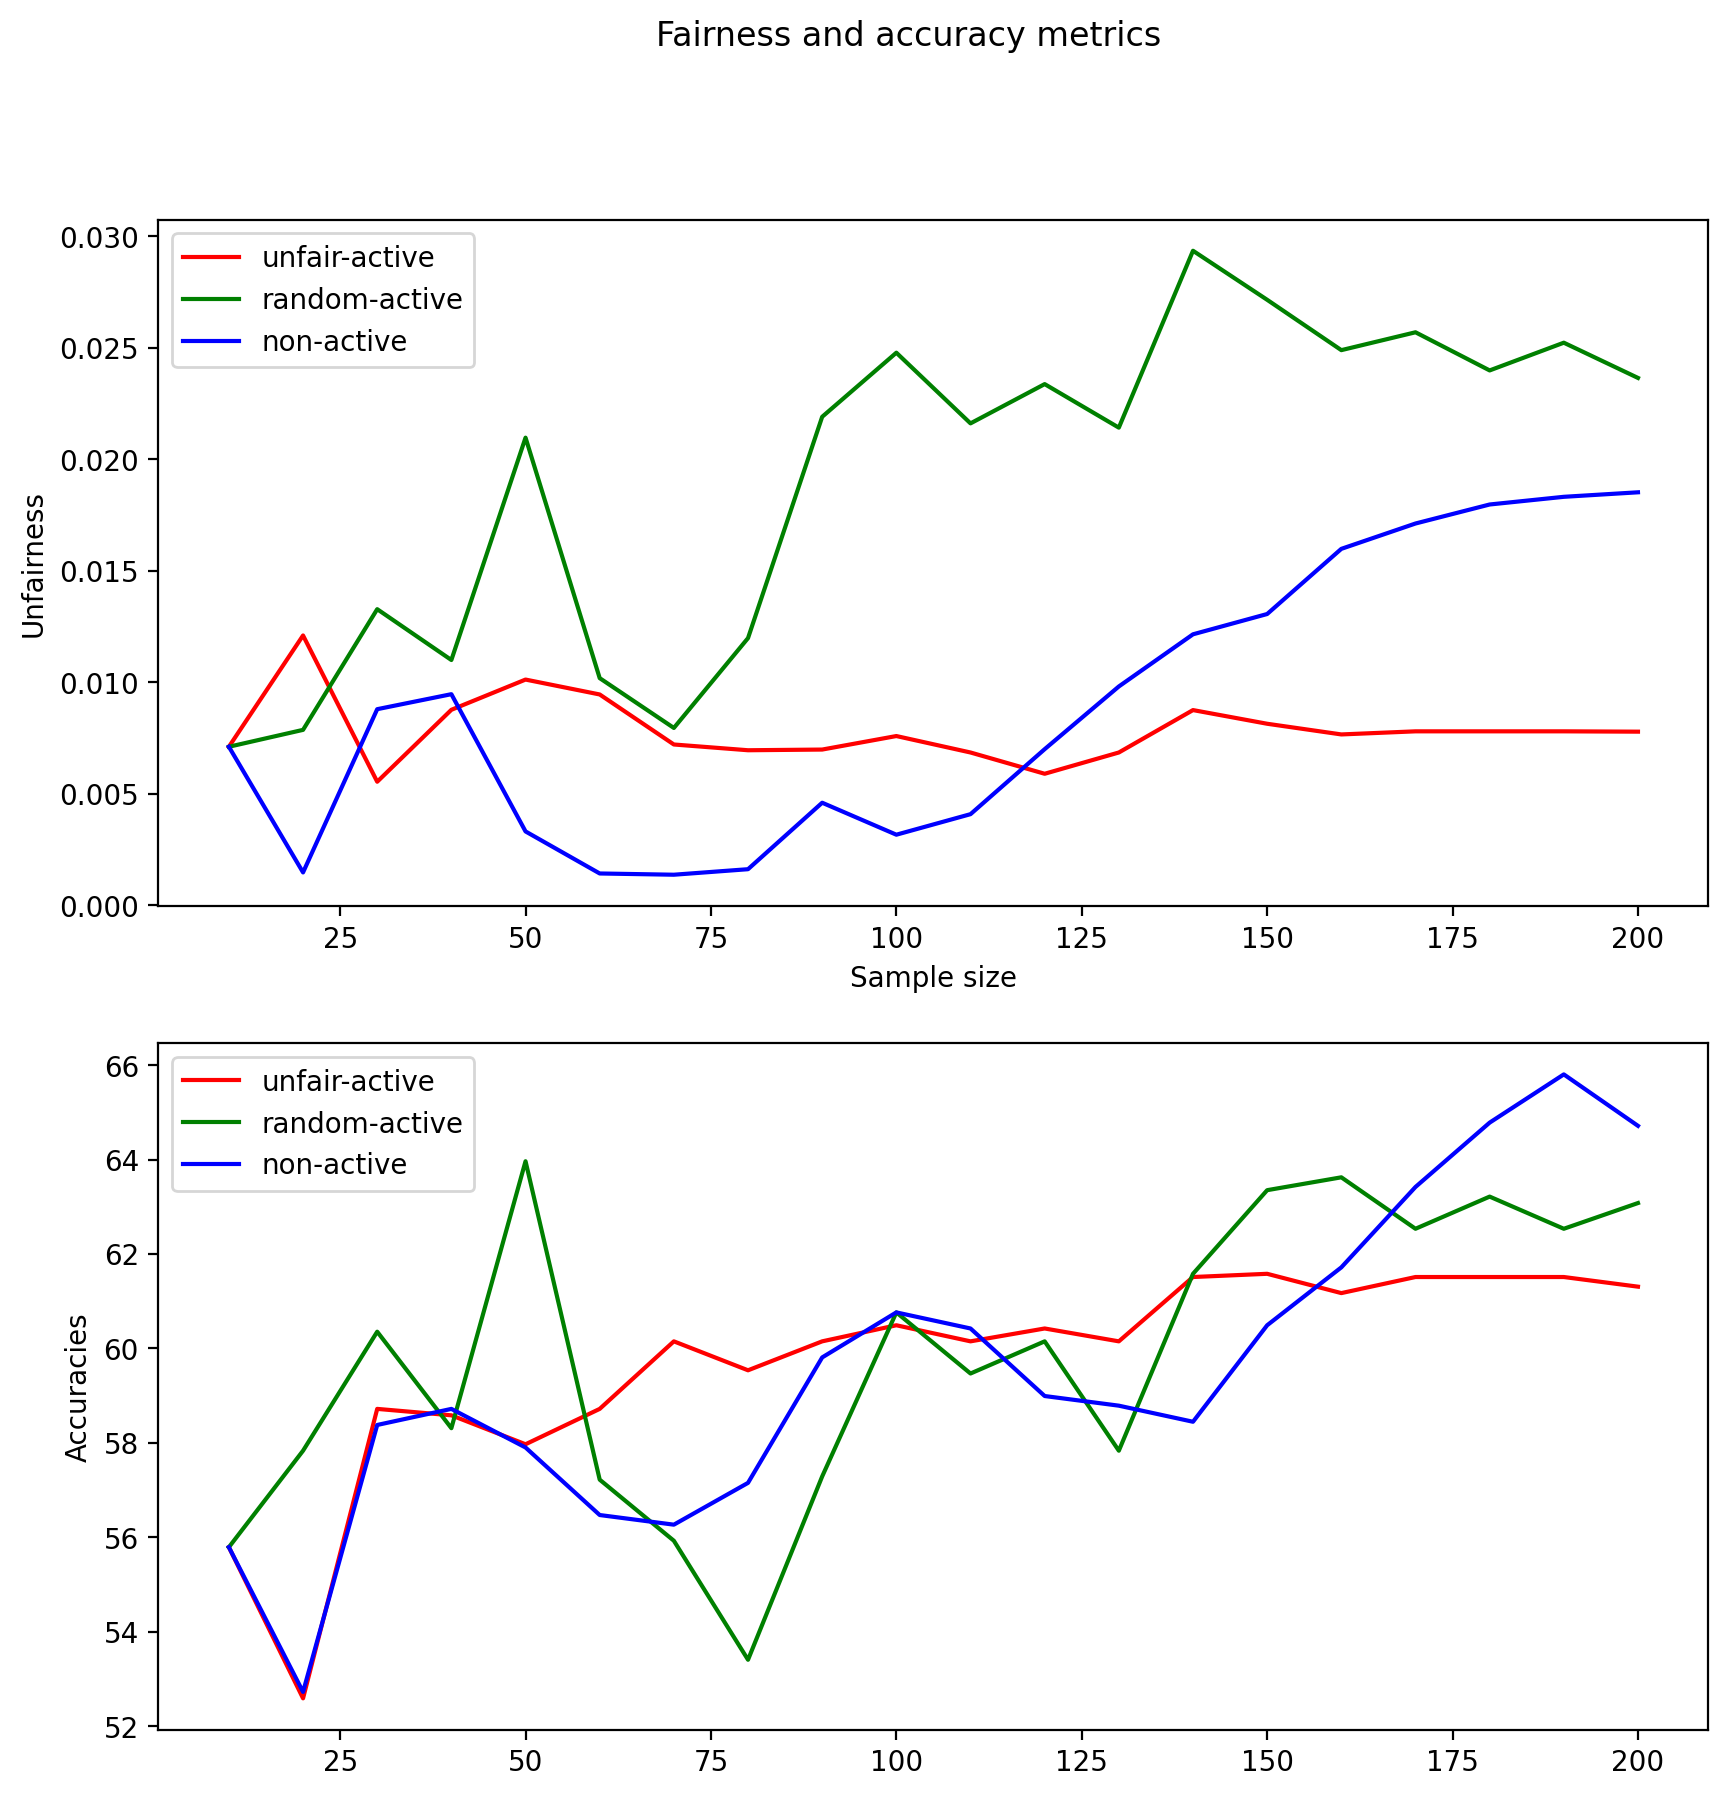 Fairness and accuracy metrics
unfair-active
random-active
non-active
0.030
0.025
0.020
0.015
0.010
0.005
0.000
Unfairness
25 50 75 100 125 150 175 200
Sample size
unfair-active
random-active
non-active
66
64
62
60
58
56
54
52
Accuracies
25 50 75 100 125 150 175 200